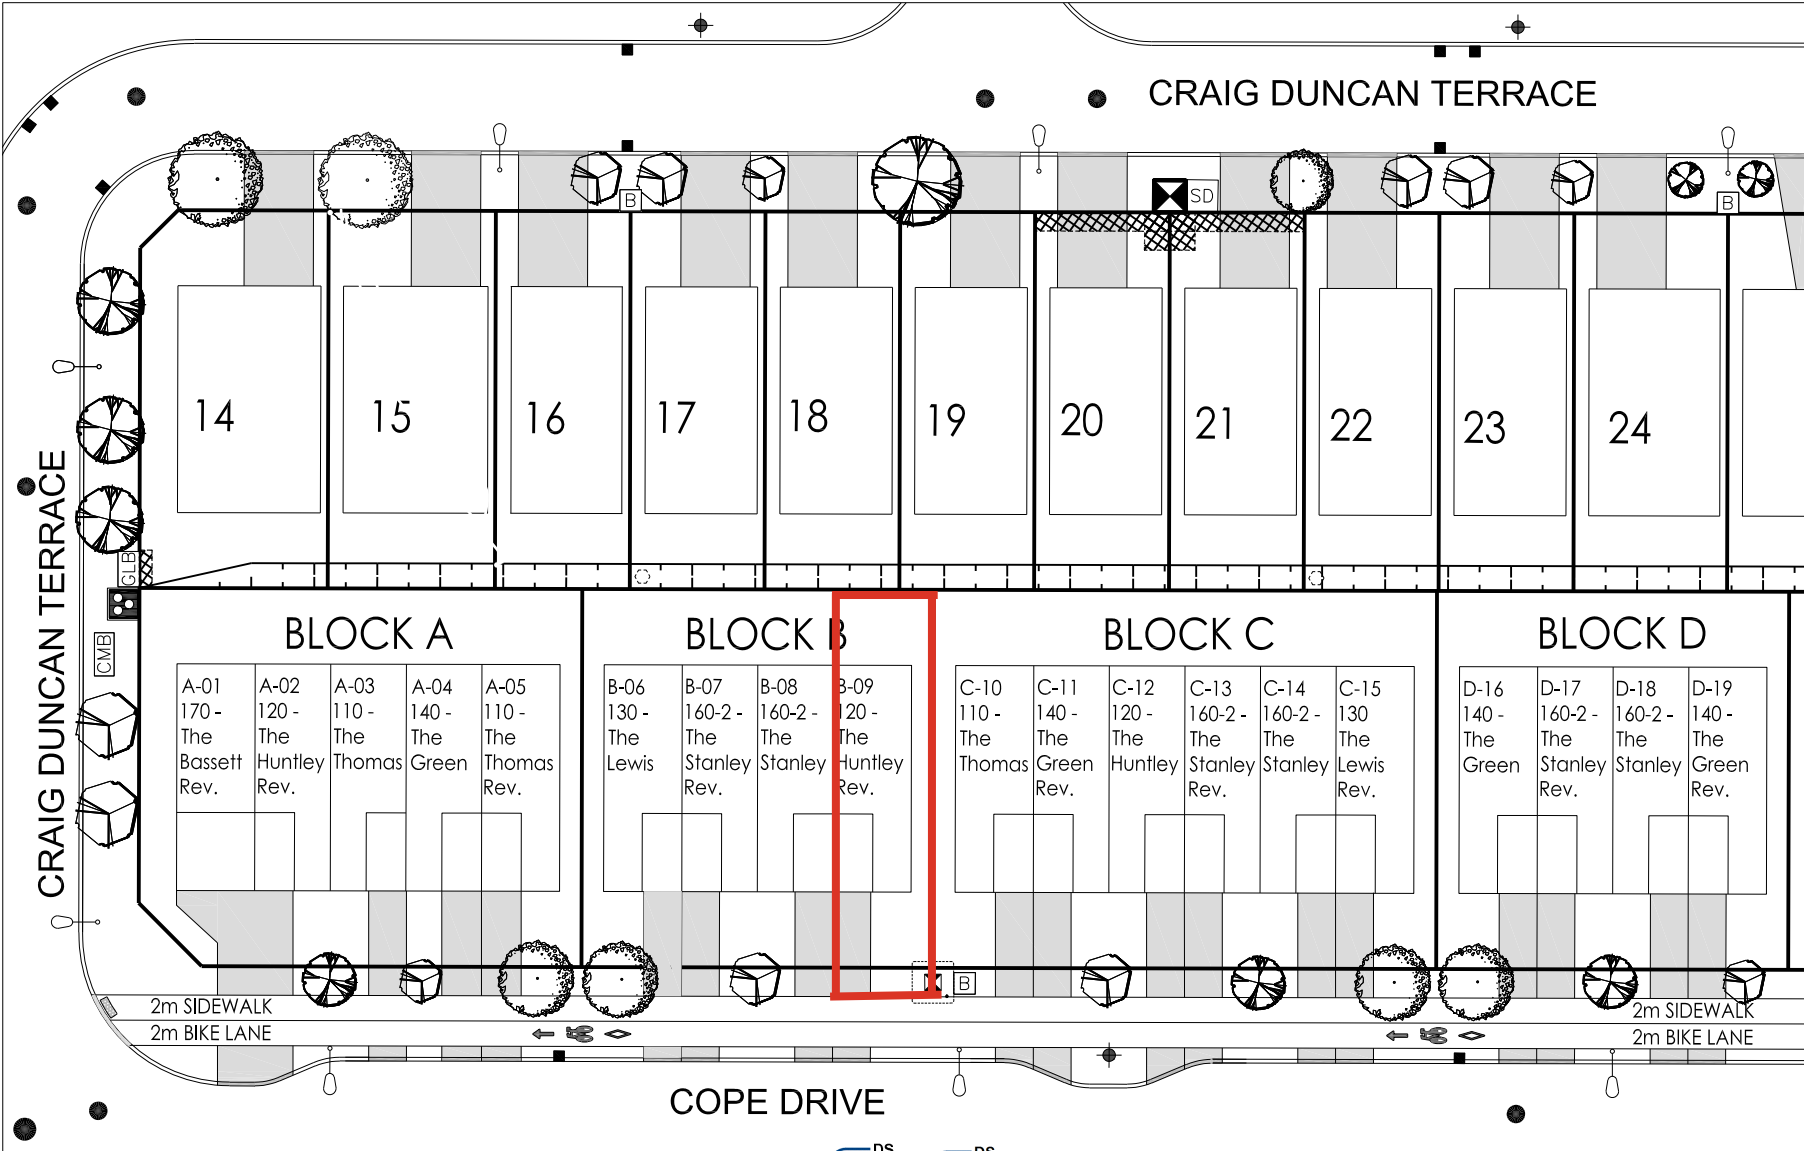 CRAIG DUNCAN TERRACE
B
SD
B
14
15
16
17
18
19
20
21
22
23
24
CRAIG DUNCAN TERRACE
GLB
CMB
BLOCK A
BLOCK B
BLOCK C
BLOCK D
A-01
170 -
The
Bassett
Rev.
A-02
120 -
The
Huntley
Rev.
A-03
110 -
The
Thomas
A-04
140 -
The
Green
A-05
110 -
The
Thomas
Rev.
B-06
130 -
The
Lewis
B-07
160-2 -
The
Stanley
Rev.
B-08
160-2 -
The
Stanley
B-09
120 -
The
Huntley
Rev.
C-10
110 -
The
Thomas
C-11
140 -
The
Green
Rev.
C-12
120 -
The
Huntley
C-13
160-2 -
The
Stanley
Rev.
C-14
160-2 -
The
Stanley
C-15
130
The
Lewis
Rev.
D-16
140 -
The
Green
D-17
160-2 -
The
Stanley
Rev.
D-18
160-2 -
The
Stanley
D-19
140 -
The
Green
Rev.
B
2m SIDEWALK
2m SIDEWALK
2m BIKE LANE
2m BIKE LANE
COPE DRIVE
DS
DS